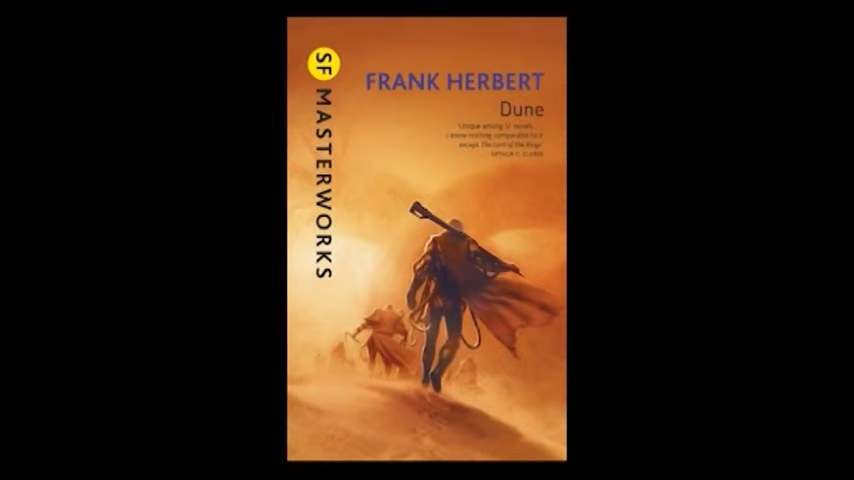 SF MASTERWORKS
FRANK HERBERT
Dune
'Unique among SF novels...
I know nothing comparable to it
except The Lord of the Rings'
ARTHUR C. CLARKE